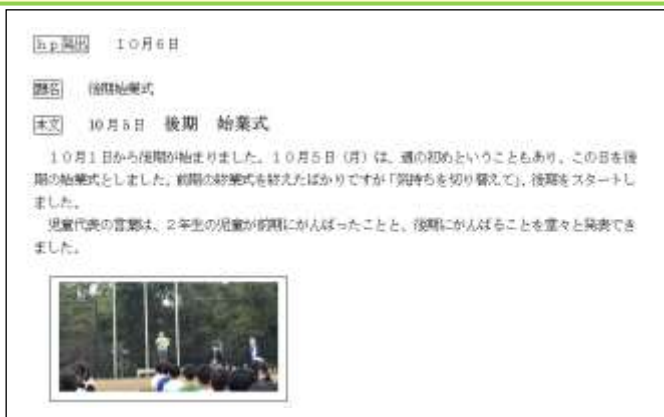 hp掲出　１０月６日
題名　後期始業式
本文　10月5日　後期　始業式
１０月１日から後期が始まりました。１０月５日（月）は、週の初めということもあり、この日を後
期の始業式としました。前期の終業式を終えたばかりですが「気持ちを切り替えて」、後期をスタートし
ました。
児童代表の言葉は、２年生の児童が前期にがんばったことと、後期にがんばることを堂々と発表でき
ました。